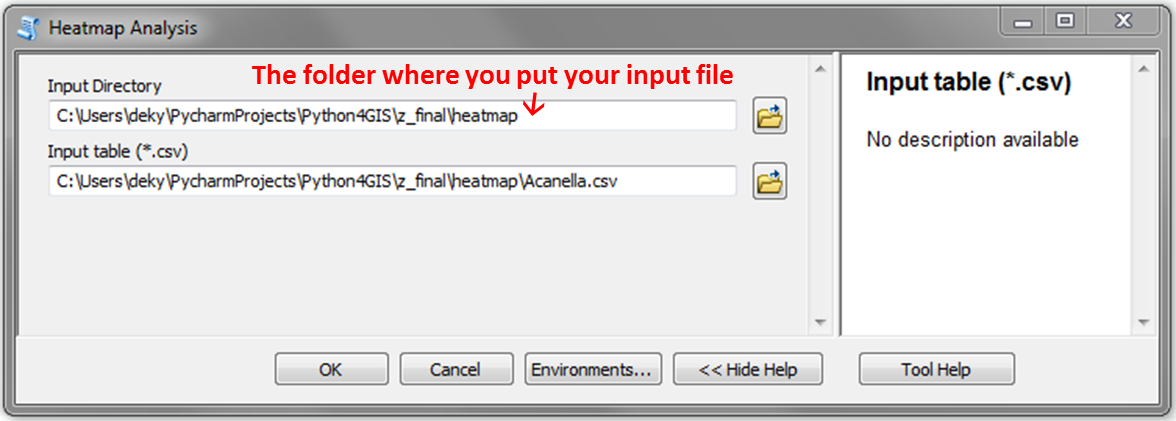 Heatmap Analysis
The folder where you put your input file
Input Directory
C:\Users\deky\PycharmProjects\Python4GIS\z_final\heatmap
Input table (*.csv)
C:\Users\deky\PycharmProjects\Python4GIS\z_final\heatmap\Acanella.csv
Input table (*.csv)
No description available
OK
Cancel
Environments...
<< Hide Help
Tool Help